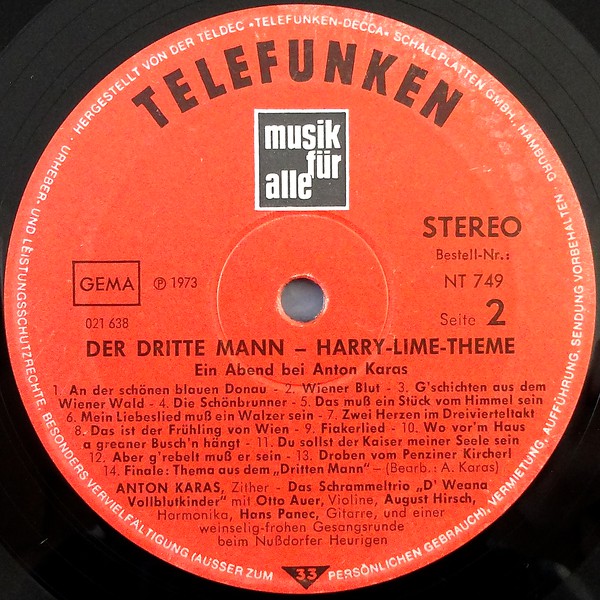 · HERGESTELLT VON DER TELDEC »TELEFUNKEN-DECCA« SCHALLPLATTEN GMBH., HAMBURG ·
TELEFUNKEN
musik
für
alle
STEREO
Bestell-Nr.:
NT 749
Seite 2
GEMA
℗ 1973
021 638
DER DRITTE MANN – HARRY-LIME-THEME
Ein Abend bei Anton Karas
1. An der schönen blauen Donau - 2. Wiener Blut - 3. G'schichten aus dem
Wiener Wald - 4. Die Schönbrunner - 5. Das muß ein Stück vom Himmel sein
6. Mein Liebeslied muß ein Walzer sein - 7. Zwei Herzen im Dreivierteltakt
8. Das ist der Frühling von Wien - 9. Fiakerlied - 10. Wo vor'm Haus
a greaner Busch'n hängt - 11. Du sollst der Kaiser meiner Seele sein
12. Aber g'rebelt muß er sein - 13. Droben vom Penziner Kircherl
14. Finale: Thema aus dem „Dritten Mann" – (Bearb.: A. Karas)
ANTON KARAS, Zither - Das Schrammeltrio „D' Weana
Vollblutkinder" mit Otto Auer, Violine, August Hirsch,
Harmonika, Hans Panec, Gitarre, und einer
weinselig-frohen Gesangsrunde
beim Nußdorfer Heurigen
URHEBER- UND LEISTUNGSSCHUTZRECHTE, BESONDERS VERVIELFÄLTIGUNG (AUSSER ZUM PERSÖNLICHEN GEBRAUCH), VERMIETUNG, AUFFÜHRUNG, SENDUNG VORBEHALTEN.
33